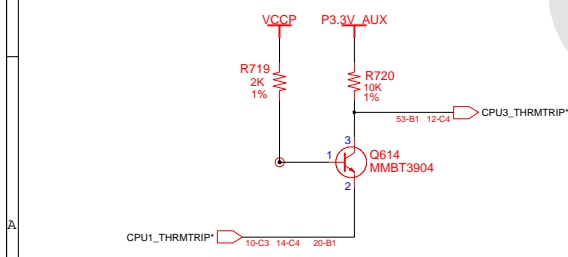 VCCP P3.3V_AUX
R719
2K
1%
R720
10K
1%
53-B1 12-C4 CPU3_THRMTRIP*
3
1
Q614
MMBT3904
2
A
CPU1_THRMTRIP* 10-C3 14-C4 20-B1